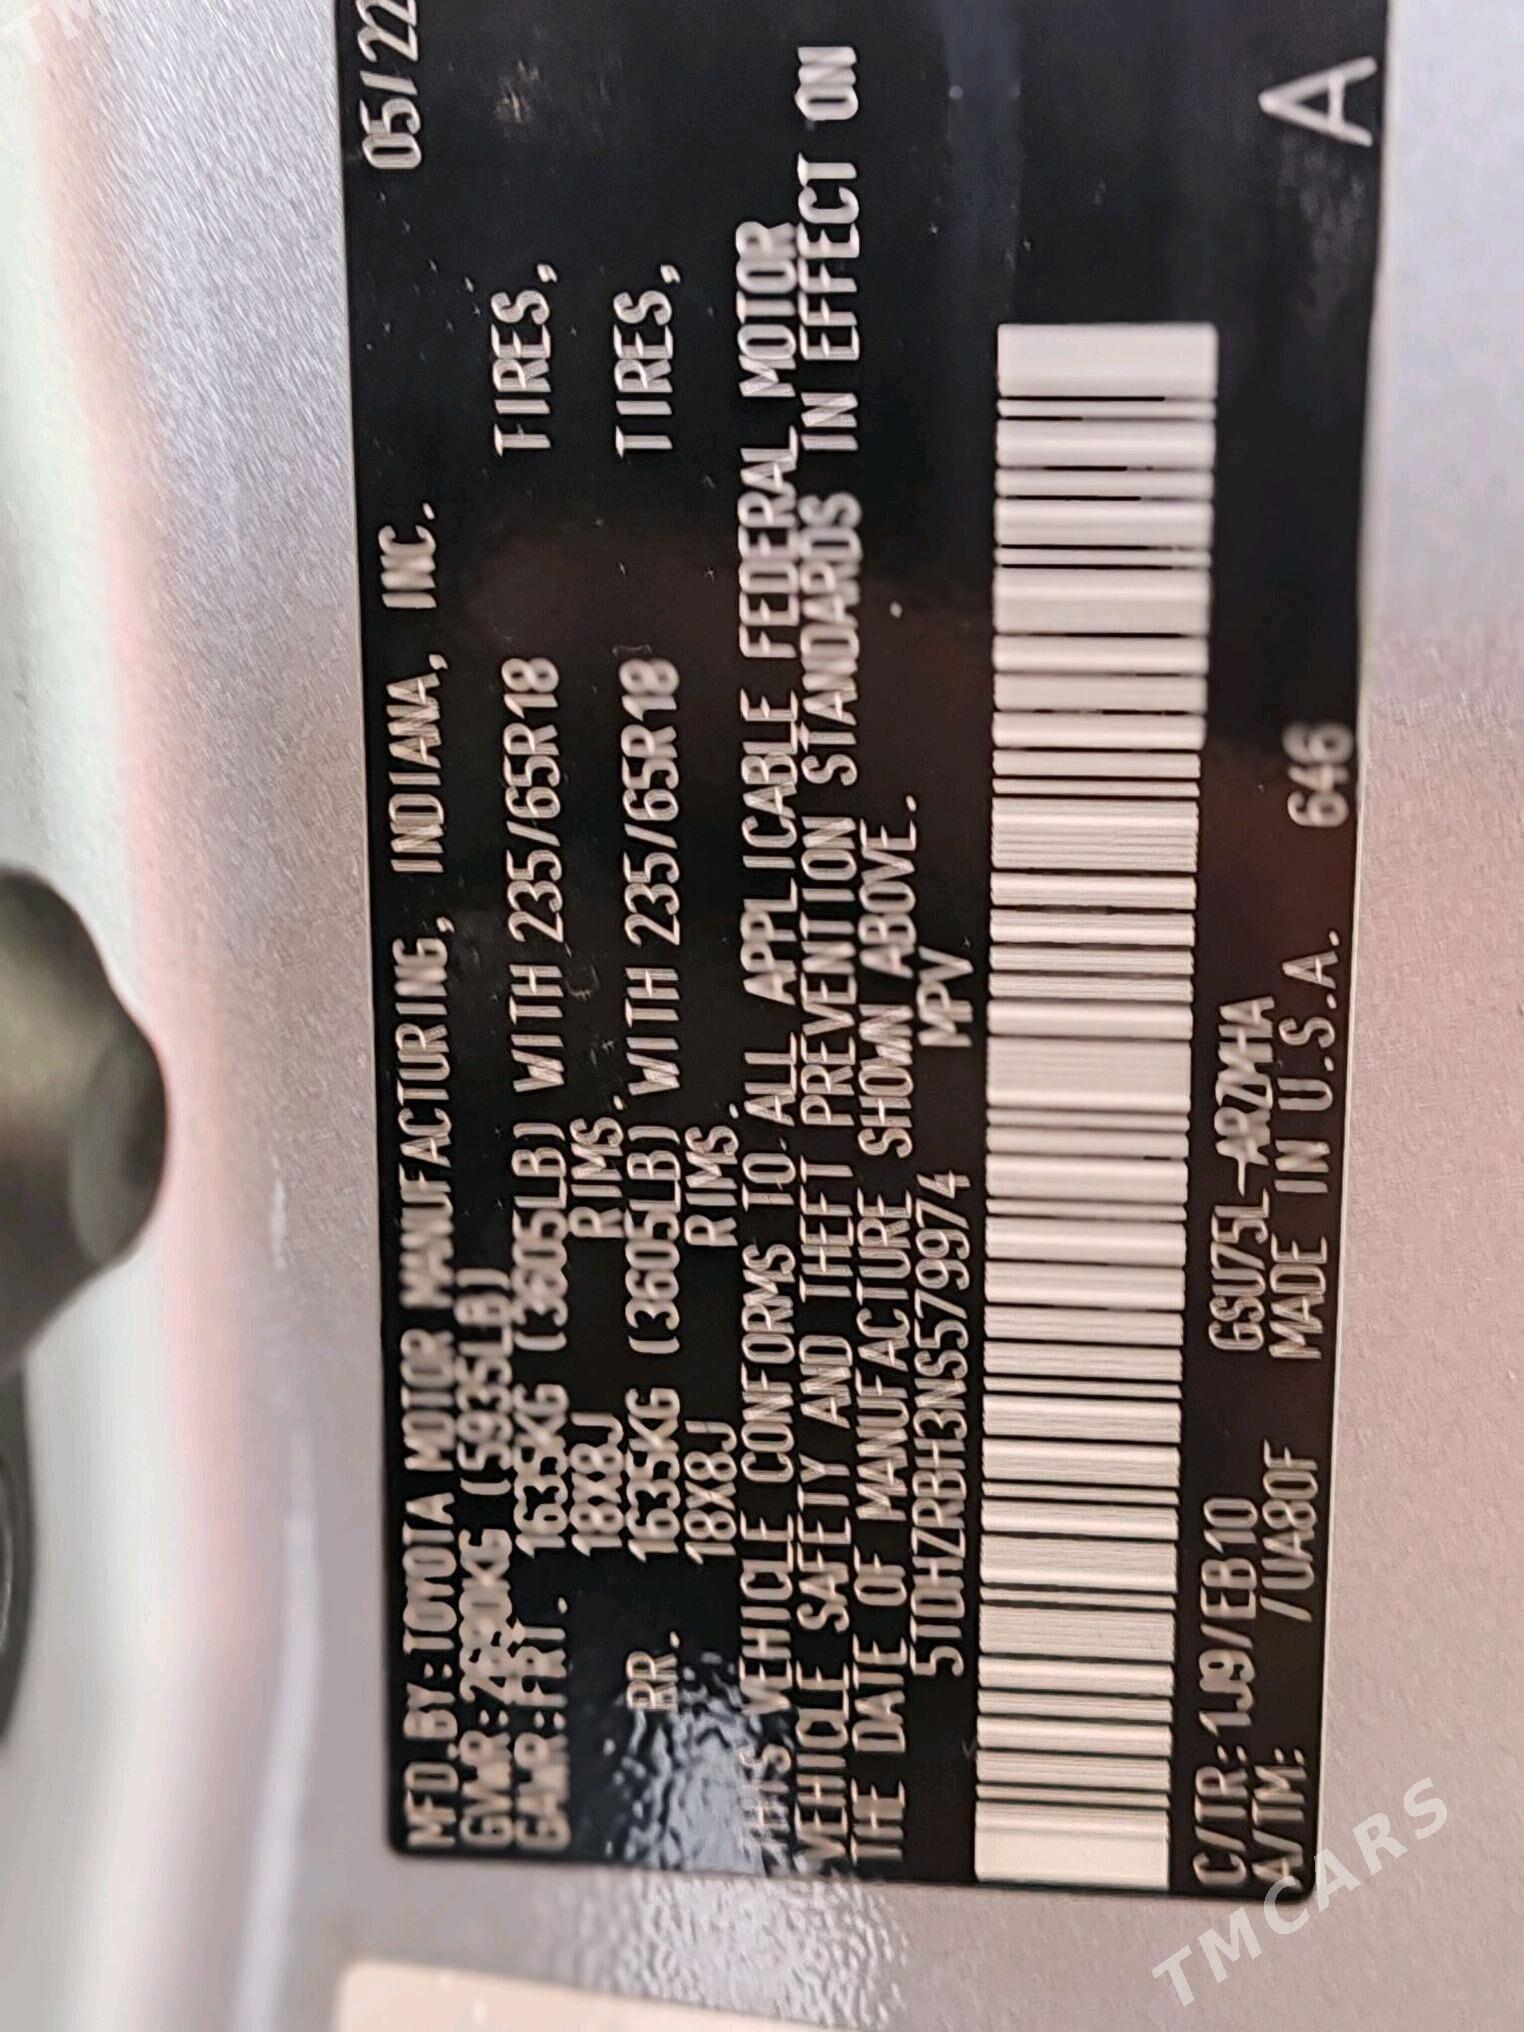 MFD.BY:TOYOTA MOTOR MANUFACTURING, INDIANA, INC. 05/22
(5935LB)
1635KG (3605LB) WITH 235/65R18 TIRES,
18X8J RIMS.
RR. 1635KG (3605LB) WITH 235/65R18 TIRES,
18X8J RIMS.
THIS VEHICLE CONFORMS TO ALL APPLICABLE FEDERAL MOTOR
VEHICLE SAFETY AND THEFT PREVENTION STANDARDS IN EFFECT ON
THE DATE OF MANUFACTURE SHOWN ABOVE.
5TDHZRBH3NS579974 MPV
C/TR:1J9/EB10 GSU75L-ARZMHA
A/TM: /UA80F MADE IN U.S.A. 646 A
TMCARS